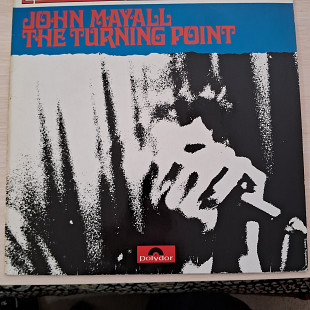 JOHN MAYALL
THE TURNING POINT
Polydor